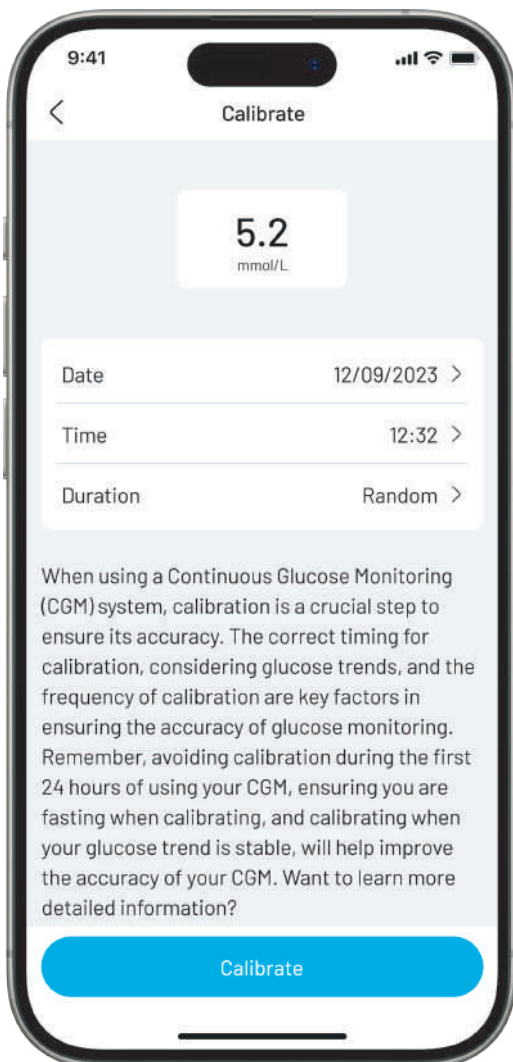 9:41
Calibrate
5.2
mmol/L
Date 12/09/2023
Time 12:32
Duration Random
When using a Continuous Glucose Monitoring
(CGM) system, calibration is a crucial step to
ensure its accuracy. The correct timing for
calibration, considering glucose trends, and the
frequency of calibration are key factors in
ensuring the accuracy of glucose monitoring.
Remember, avoiding calibration during the first
24 hours of using your CGM, ensuring you are
fasting when calibrating, and calibrating when
your glucose trend is stable, will help improve
the accuracy of your CGM. Want to learn more
detailed information?
Calibrate